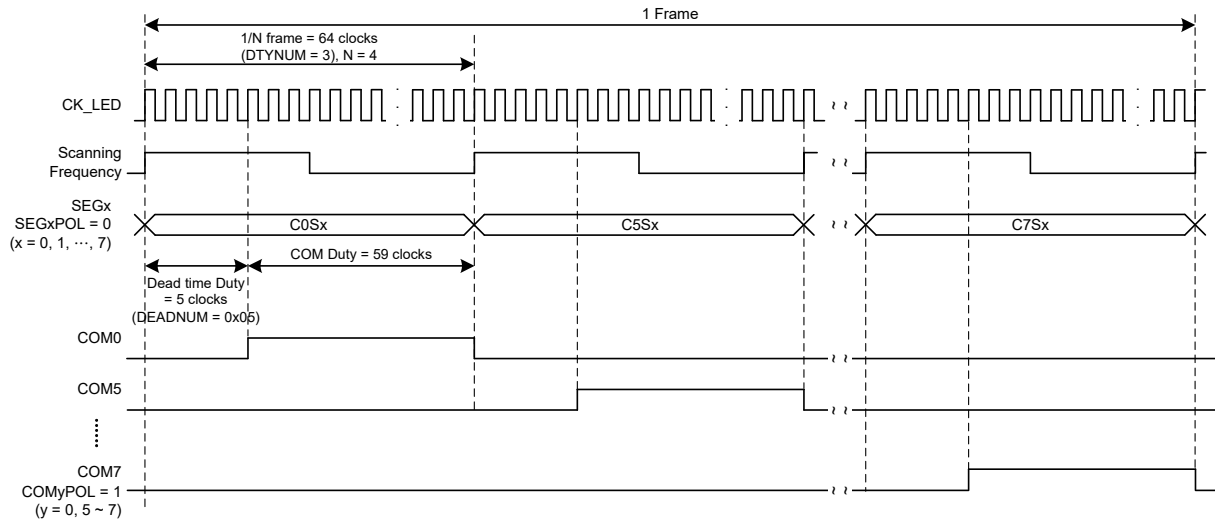 1 Frame
1/N frame = 64 clocks
(DTYNUM = 3), N = 4
CK_LED
Scanning
Frequency
SEGx
SEGxPOL = 0
(x = 0, 1, ⋯, 7)
C0Sx
C5Sx
C7Sx
COM Duty = 59 clocks
Dead time Duty
= 5 clocks
(DEADNUM = 0x05)
COM0
COM5
COM7
COMyPOL = 1
(y = 0, 5 ~ 7)